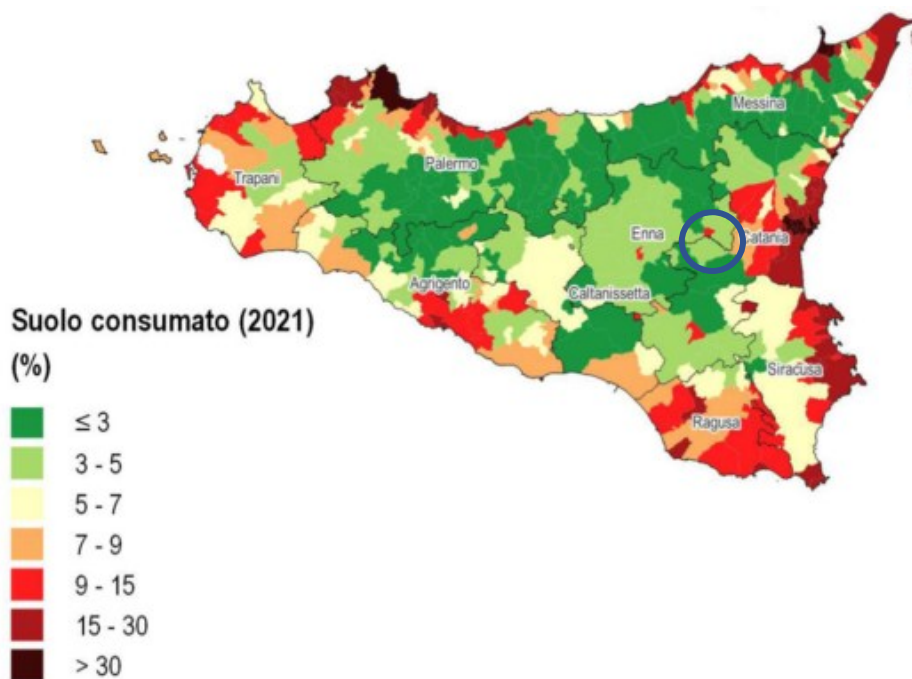 Messina
Palermo
Trapani
Enna
Catania
Agrigento
Caltanissetta
Siracusa
Ragusa
Suolo consumato (2021)
(%)
≤ 3
3 - 5
5 - 7
7 - 9
9 - 15
15 - 30
> 30